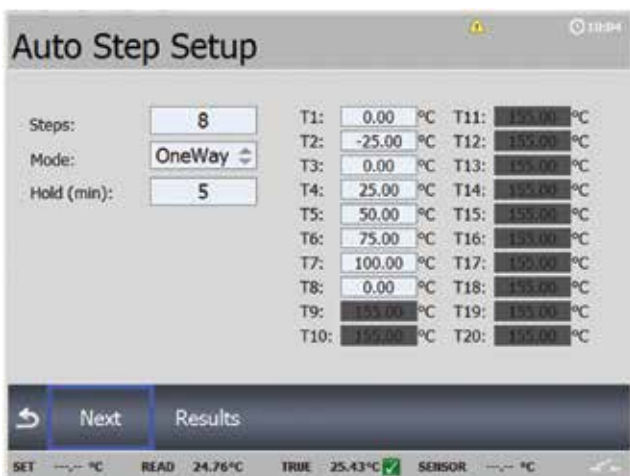 Auto Step Setup
Steps: 8
Mode: OneWay
Hold (min): 5
T1: 0.00 °C T11: 155.00 °C
T2: -25.00 °C T12: 155.00 °C
T3: 0.00 °C T13: 155.00 °C
T4: 25.00 °C T14: 155.00 °C
T5: 50.00 °C T15: 155.00 °C
T6: 75.00 °C T16: 155.00 °C
T7: 100.00 °C T17: 155.00 °C
T8: 0.00 °C T18: 155.00 °C
T9: 155.00 °C T19: 155.00 °C
T10: 155.00 °C T20: 155.00 °C
Next Results
SET ---.-- °C READ 24.76°C TRUE 25.43°C SENSOR ---.-- °C